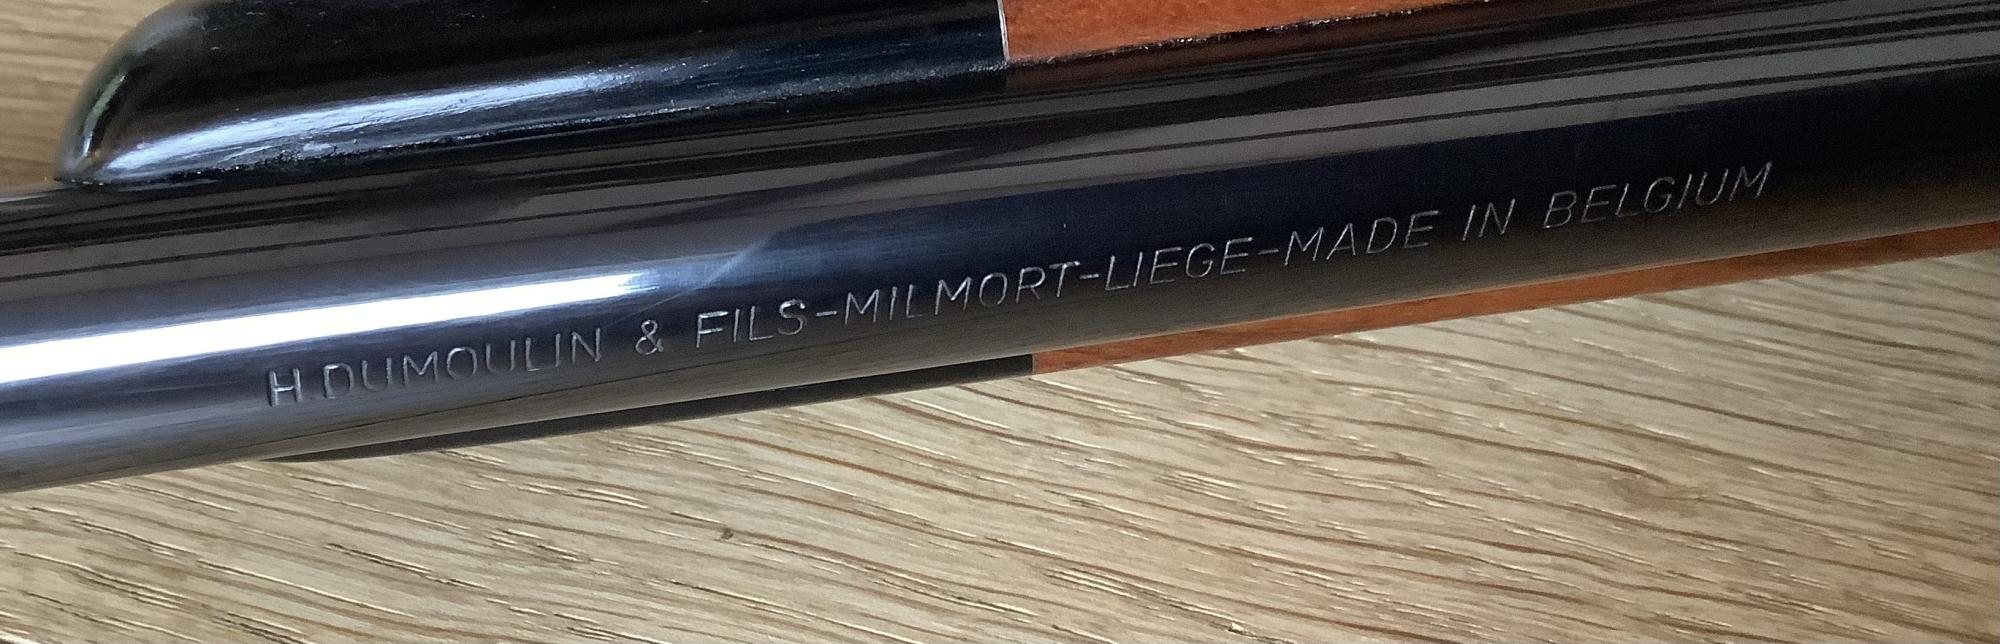 H.DUMOULIN & FILS-MILMORT-LIEGE-MADE IN BELGIUM